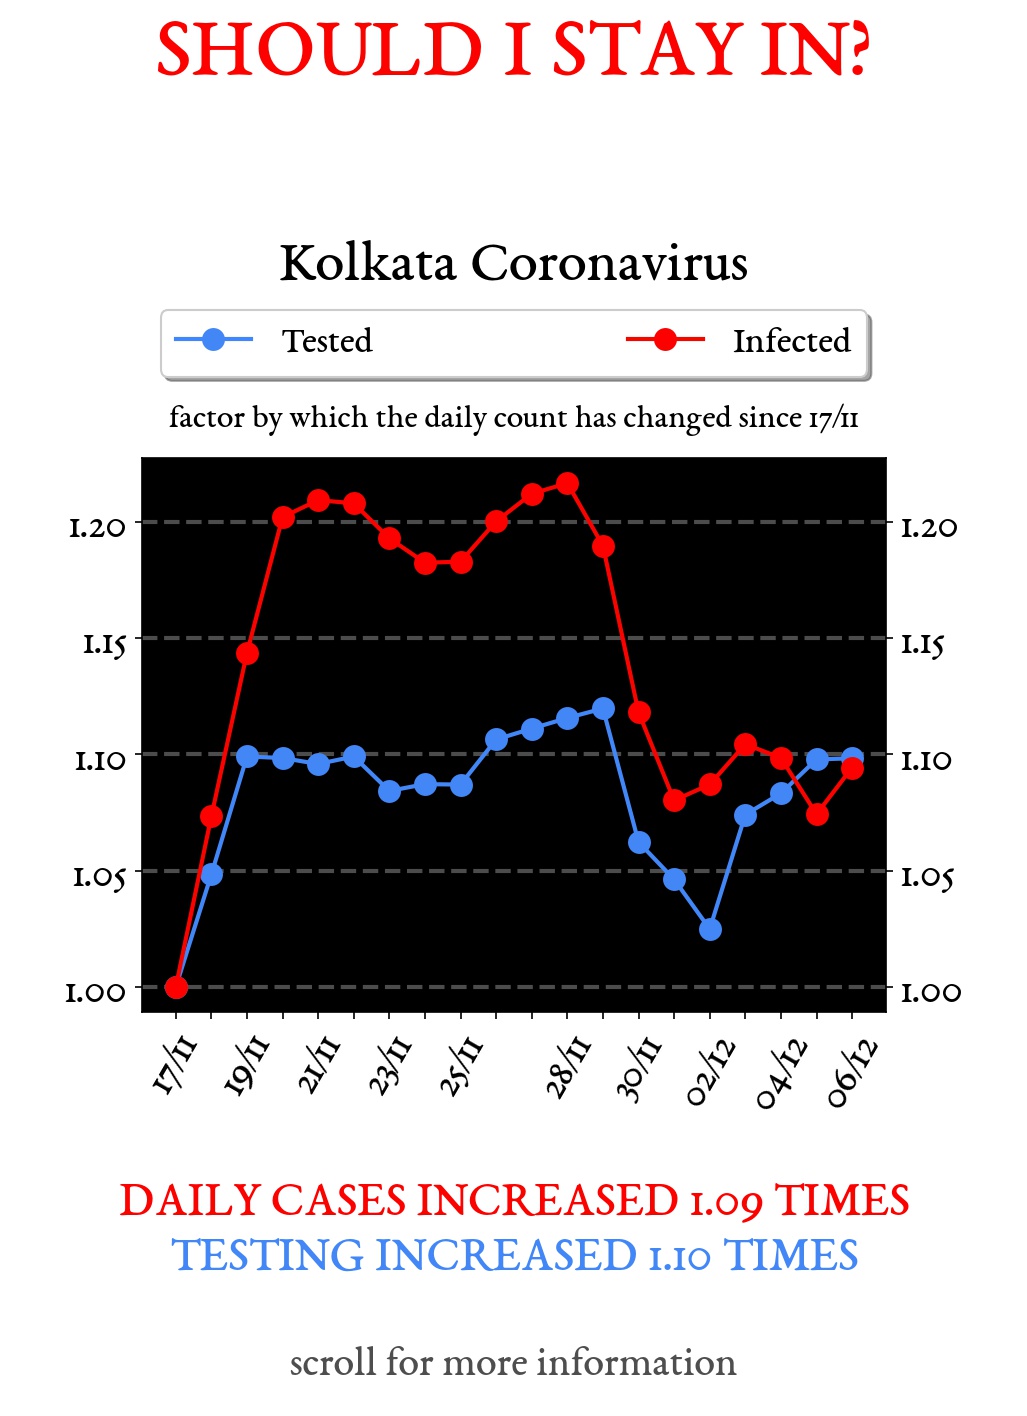 SHOULD I STAY IN?
Kolkata Coronavirus
Tested Infected
factor by which the daily count has changed since 17/11
1.20 1.20
1.15 1.15
1.10 1.10
1.05 1.05
1.00 1.00
17/11 19/11 21/11 23/11 25/11 28/11 30/11 02/12 04/12 06/12
DAILY CASES INCREASED 1.09 TIMES
TESTING INCREASED 1.10 TIMES
scroll for more information